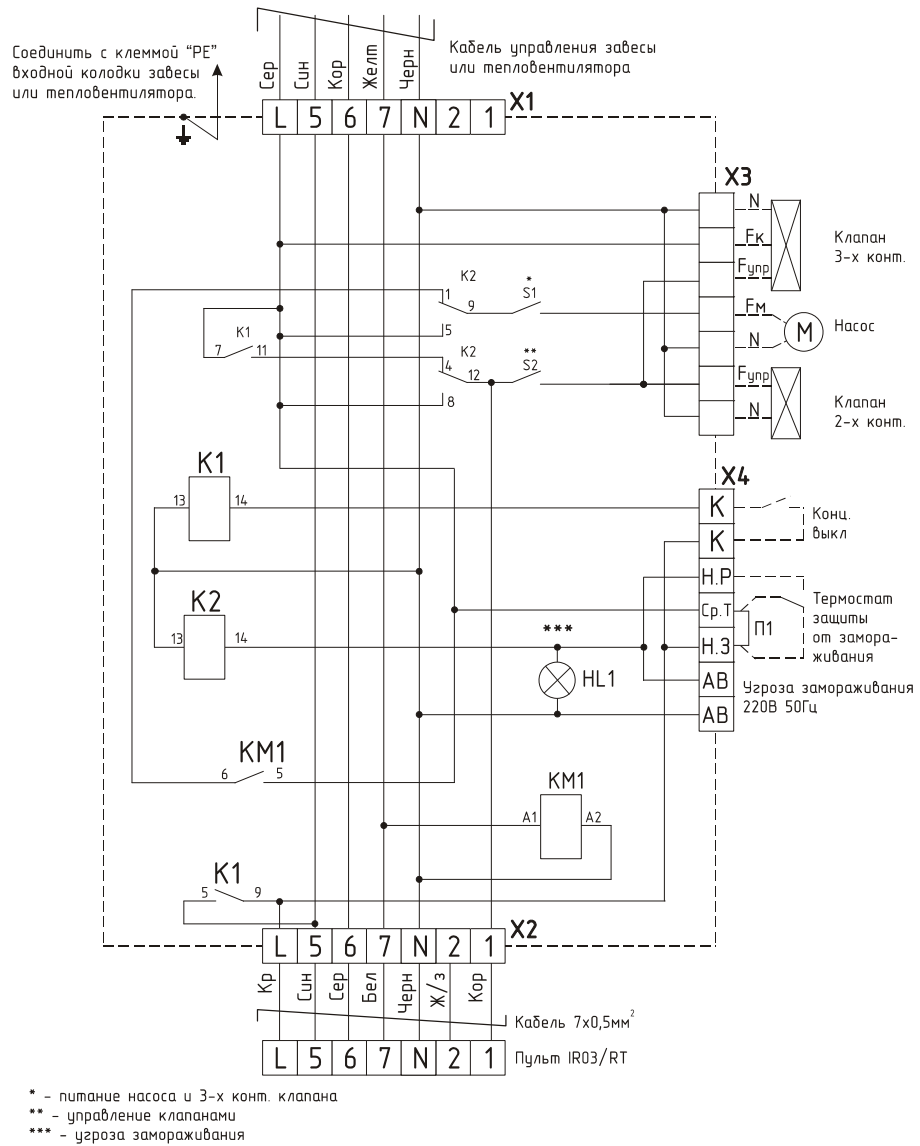 Соединить с клеммой "PE"
входной колодки завесы
или тепловентилятора.
Кабель управления завесы
или тепловентилятора
Сер
Син
Кор
Желт
Черн
L 5 6 7 N 2 1
X1
X3
N
Fк
Fупр
Клапан
3-х конт.
Fм
N
M
Насос
Fупр
N
Клапан
2-х конт.
K2
1
9
*
S1
5
K1
7
11
K2
4
12
**
S2
8
K1
13
14
K2
13
14
***
HL1
X4
К
К
Н.Р
Ср.Т
Н.З
АВ
АВ
Конц.
выкл
Термостат
защиты
от замора-
живания
П1
Угроза замораживания
220В 50Гц
KM1
6
5
KM1
A1
A2
K1
5
9
X2
L 5 6 7 N 2 1
Кр
Син
Сер
Бел
Черн
Ж/з
Кор
Кабель 7х0,5мм²
L 5 6 7 N 2 1
Пульт IR03/RT
* - питание насоса и 3-х конт. клапана
** - управление клапанами
*** - угроза замораживания